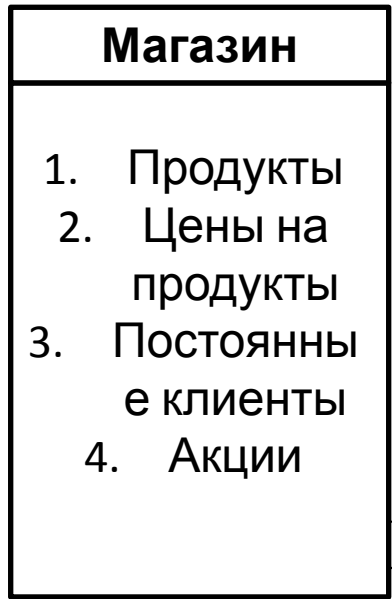 Магазин
1. Продукты
2. Цены на
продукты
3. Постоянны
е клиенты
4. Акции